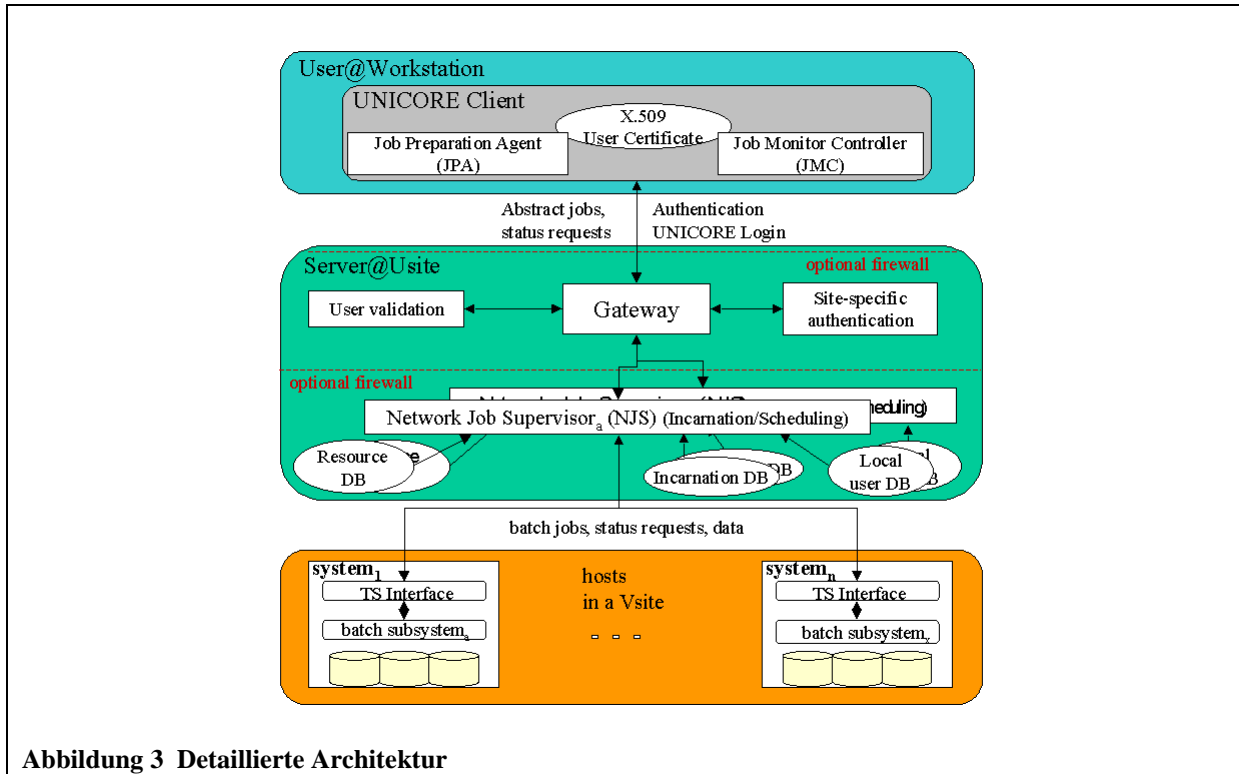 User@Workstation
UNICORE Client
X.509
User Certificate
Job Preparation Agent
(JPA)
Job Monitor Controller
(JMC)
Abstract jobs,
status requests
Authentication
UNICORE Login
Server@Usite
optional firewall
User validation
Gateway
Site-specific
authentication
optional firewall
Network Job Supervisora (NJS) (Incarnation/Scheduling)
heduling)
Resource
DB
Incarnation DB
DB
Local
user DB
batch jobs, status requests, data
system1
TS Interface
batch subsystema
hosts
in a Vsite
systemn
TS Interface
batch subsystemx
Abbildung 3 Detaillierte Architektur